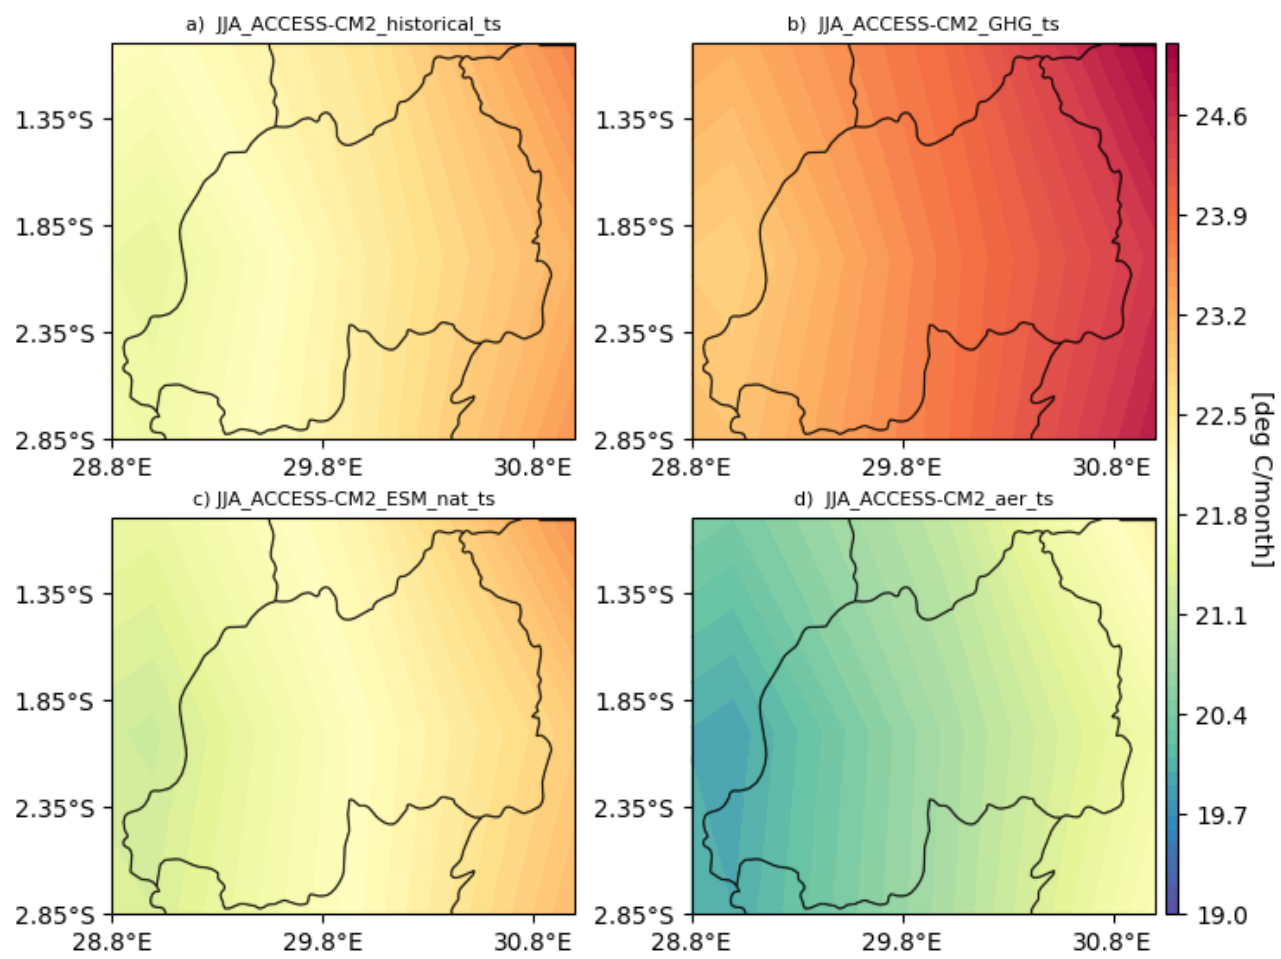 a)  JJA_ACCESS-CM2_historical_ts
b)  JJA_ACCESS-CM2_GHG_ts
1.35°S
1.85°S
2.35°S
2.85°S
28.8°E
29.8°E
30.8°E
1.35°S
1.85°S
2.35°S
2.85°S
28.8°E
29.8°E
30.8°E
c) JJA_ACCESS-CM2_ESM_nat_ts
d)  JJA_ACCESS-CM2_aer_ts
1.35°S
1.85°S
2.35°S
2.85°S
28.8°E
29.8°E
30.8°E
1.35°S
1.85°S
2.35°S
2.85°S
28.8°E
29.8°E
30.8°E
24.6
23.9
23.2
22.5
21.8
21.1
20.4
19.7
19.0
[deg C/month]